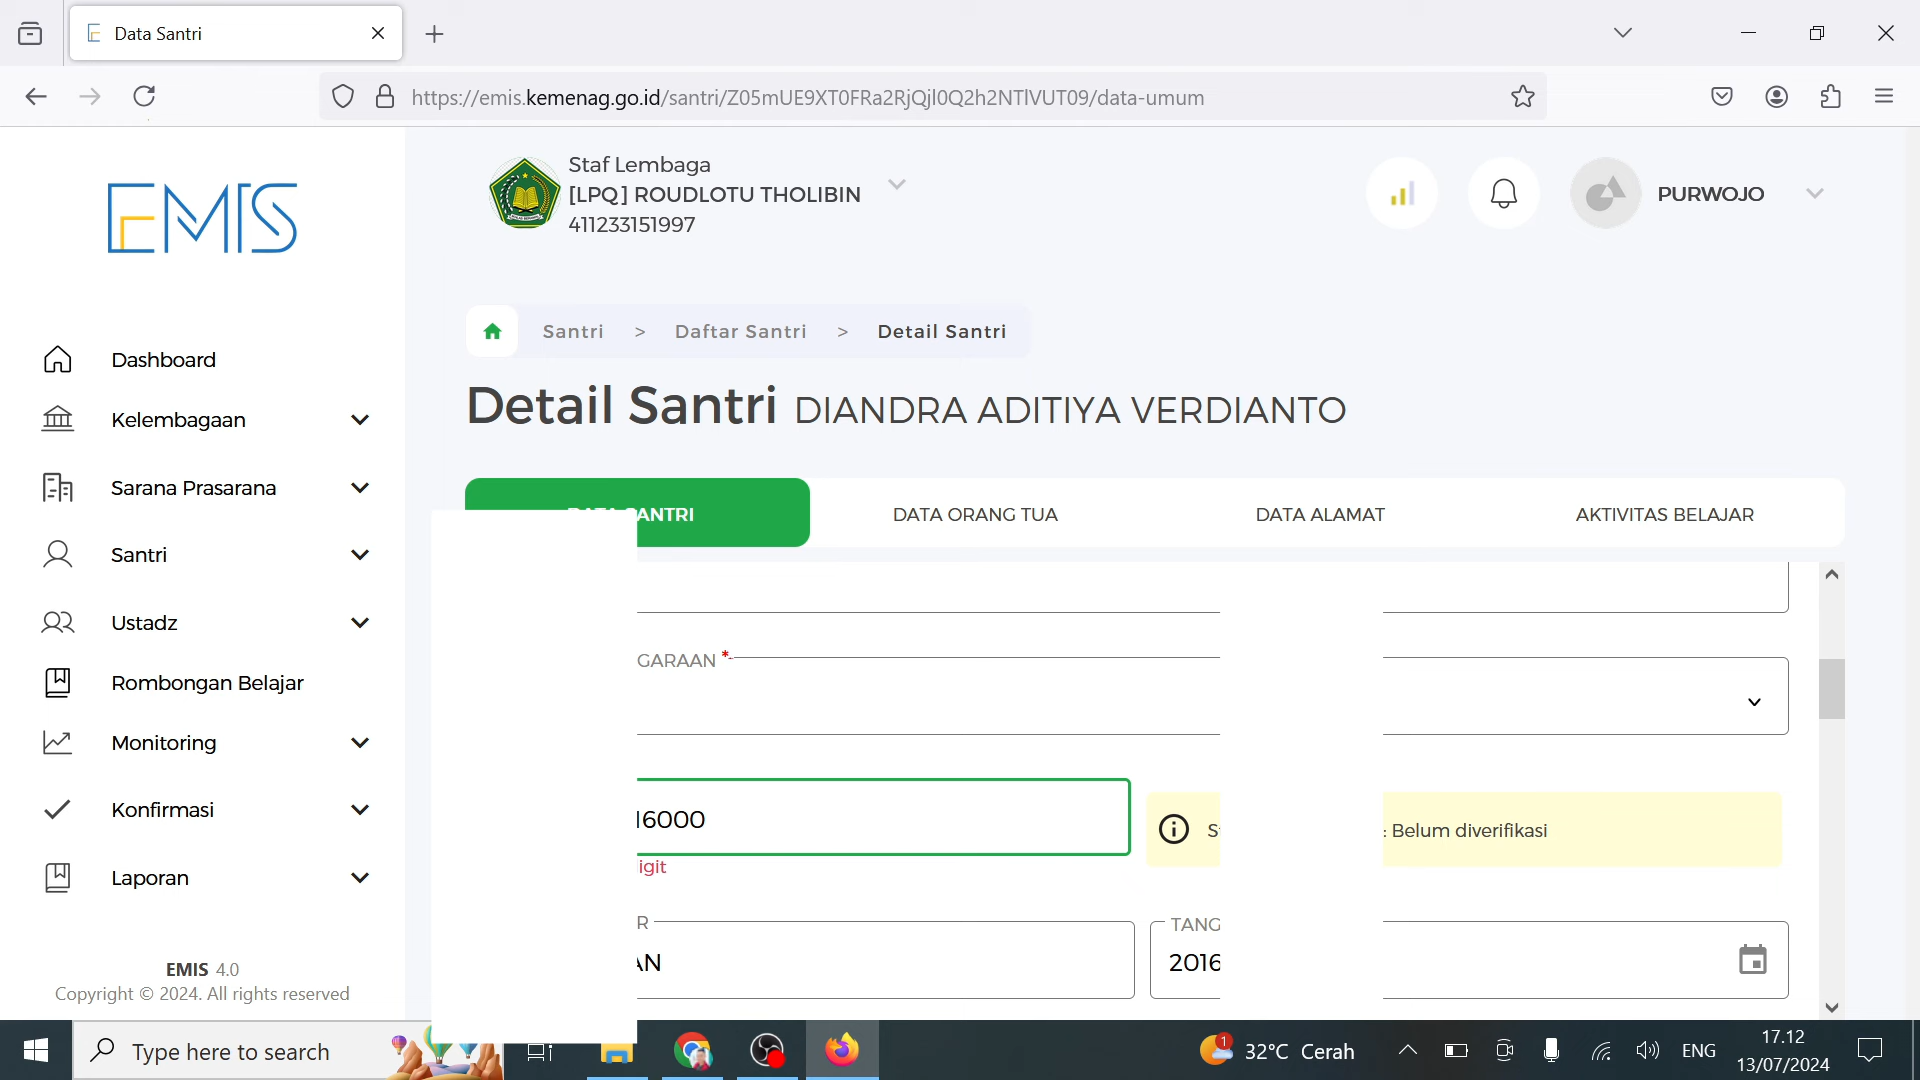 Data Santri
https://emis.kemenag.go.id/santri/Z05mUE9XT0FRa2RjQjl0Q2h2NTlVUT09/data-umum
EMIS
Staf Lembaga
[LPQ] ROUDLOTU THOLIBIN
411233151997
PURWOJO
Santri > Daftar Santri > Detail Santri
Detail Santri DIANDRA ADITIYA VERDIANTO
ANTRI
DATA ORANG TUA
DATA ALAMAT
AKTIVITAS BELAJAR
Dashboard
Kelembagaan
Sarana Prasarana
Santri
Ustadz
Rombongan Belajar
Monitoring
Konfirmasi
Laporan
EMIS 4.0
Copyright © 2024. All rights reserved
GARAAN *
16000
igit
: Belum diverifikasi
R
AN
TANG
2016
Type here to search
1
32°C Cerah
ENG
17.12
13/07/2024